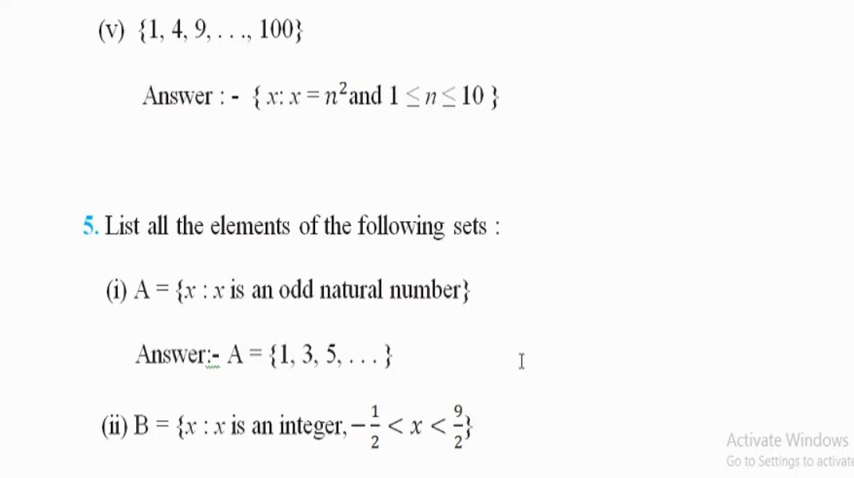 (v) {1, 4, 9, . . ., 100}
Answer : - { x: x = n²and 1 ≤ n ≤ 10 }
5. List all the elements of the following sets :
(i) A = {x : x is an odd natural number}
Answer:- A = {1, 3, 5, . . . }
(ii) B = {x : x is an integer, −1/2 < x < 9/2}
Activate Windows
Go to Settings to activate